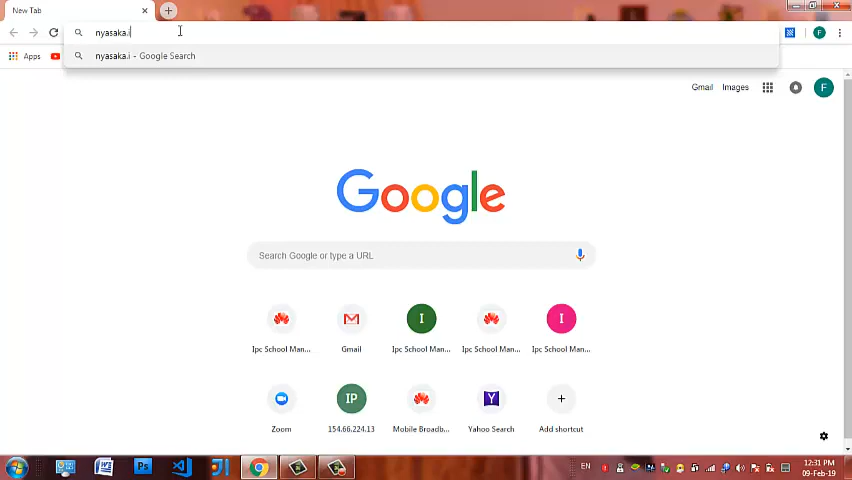 New Tab
nyasaka.i
nyasaka.i - Google Search
Apps
F
Gmail Images
F
Google
Search Google or type a URL
I I
Ipc School Man... Gmail Ipc School Man... Ipc School Man... Ipc School Man...
IP Y
Zoom 154.66.224.13 Mobile Broadb... Yahoo Search Add shortcut
W Ps
EN
12:31 PM
09-Feb-19